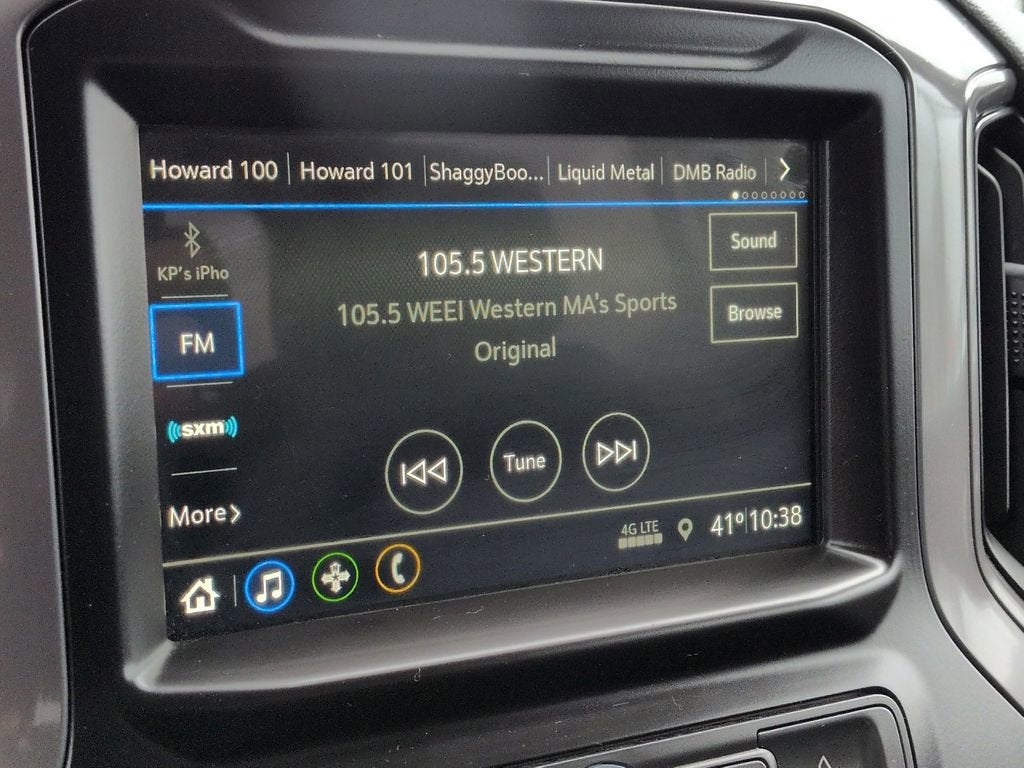 Howard 100 Howard 101 ShaggyBoo... Liquid Metal DMB Radio >
KP's iPho
105.5 WESTERN
Sound
105.5 WEEI Western MA's Sports
Browse
FM
Original
sxm
Tune
More>
4G LTE 41° 10:38